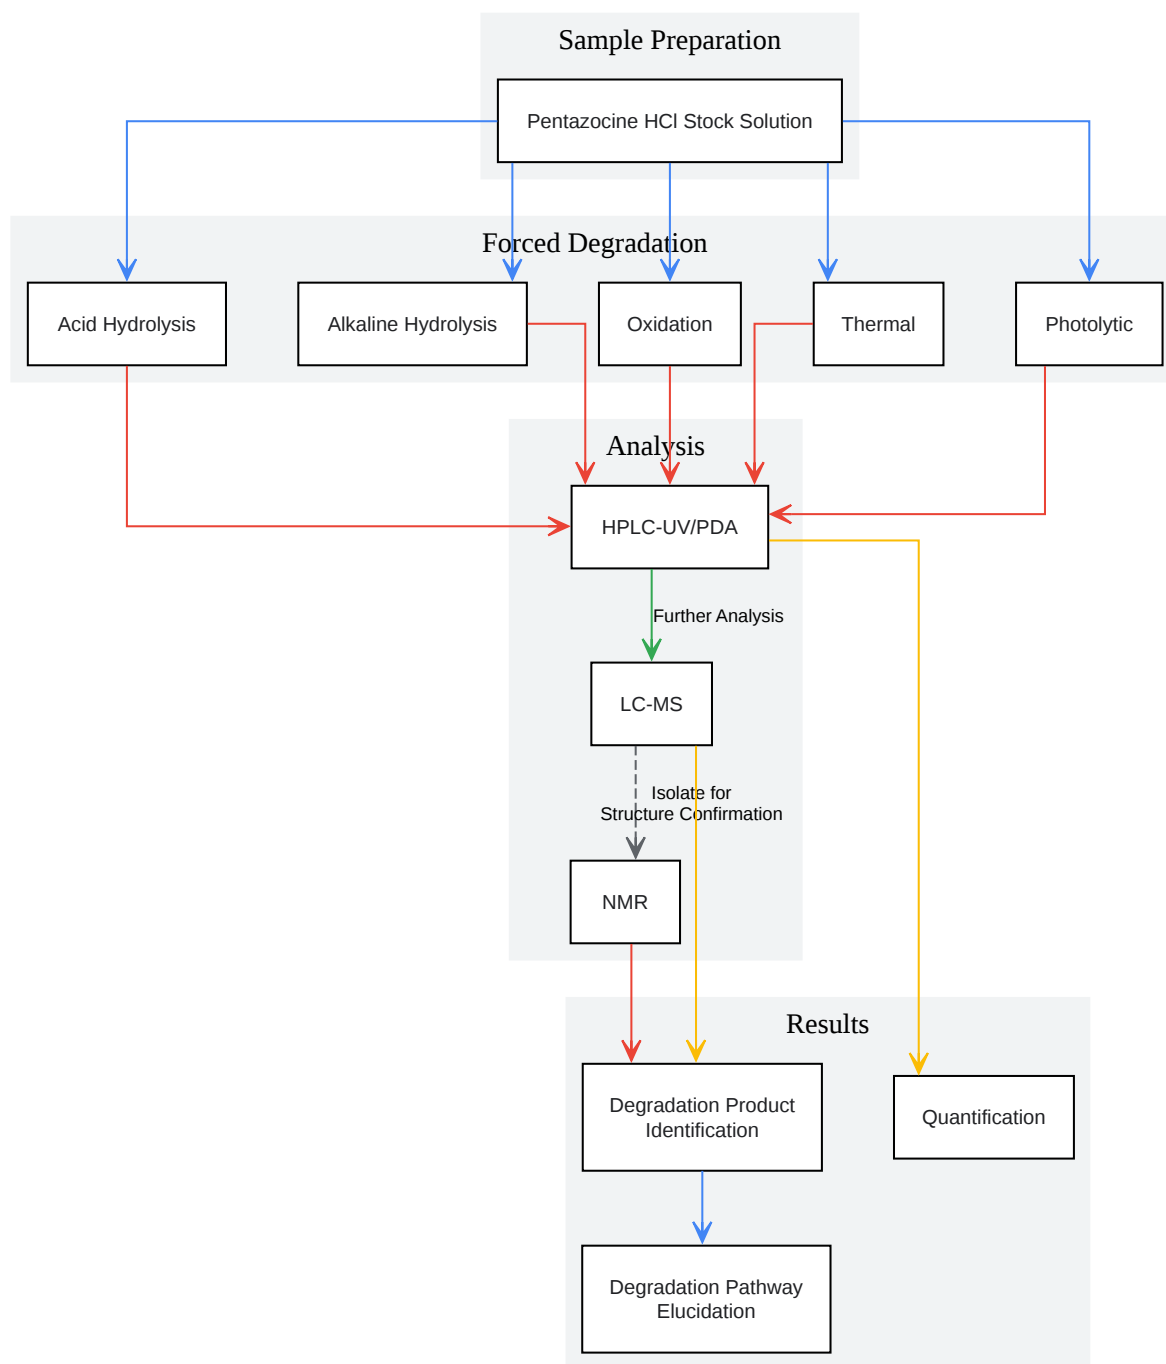 Sample Preparation
Pentazocine HCl Stock Solution
Forced Degradation
Acid Hydrolysis
Alkaline Hydrolysis
Oxidation
Thermal
Photolytic
Analysis
HPLC-UV/PDA
Further Analysis
LC-MS
Isolate for
Structure Confirmation
NMR
Results
Degradation Product
Identification
Quantification
Degradation Pathway
Elucidation